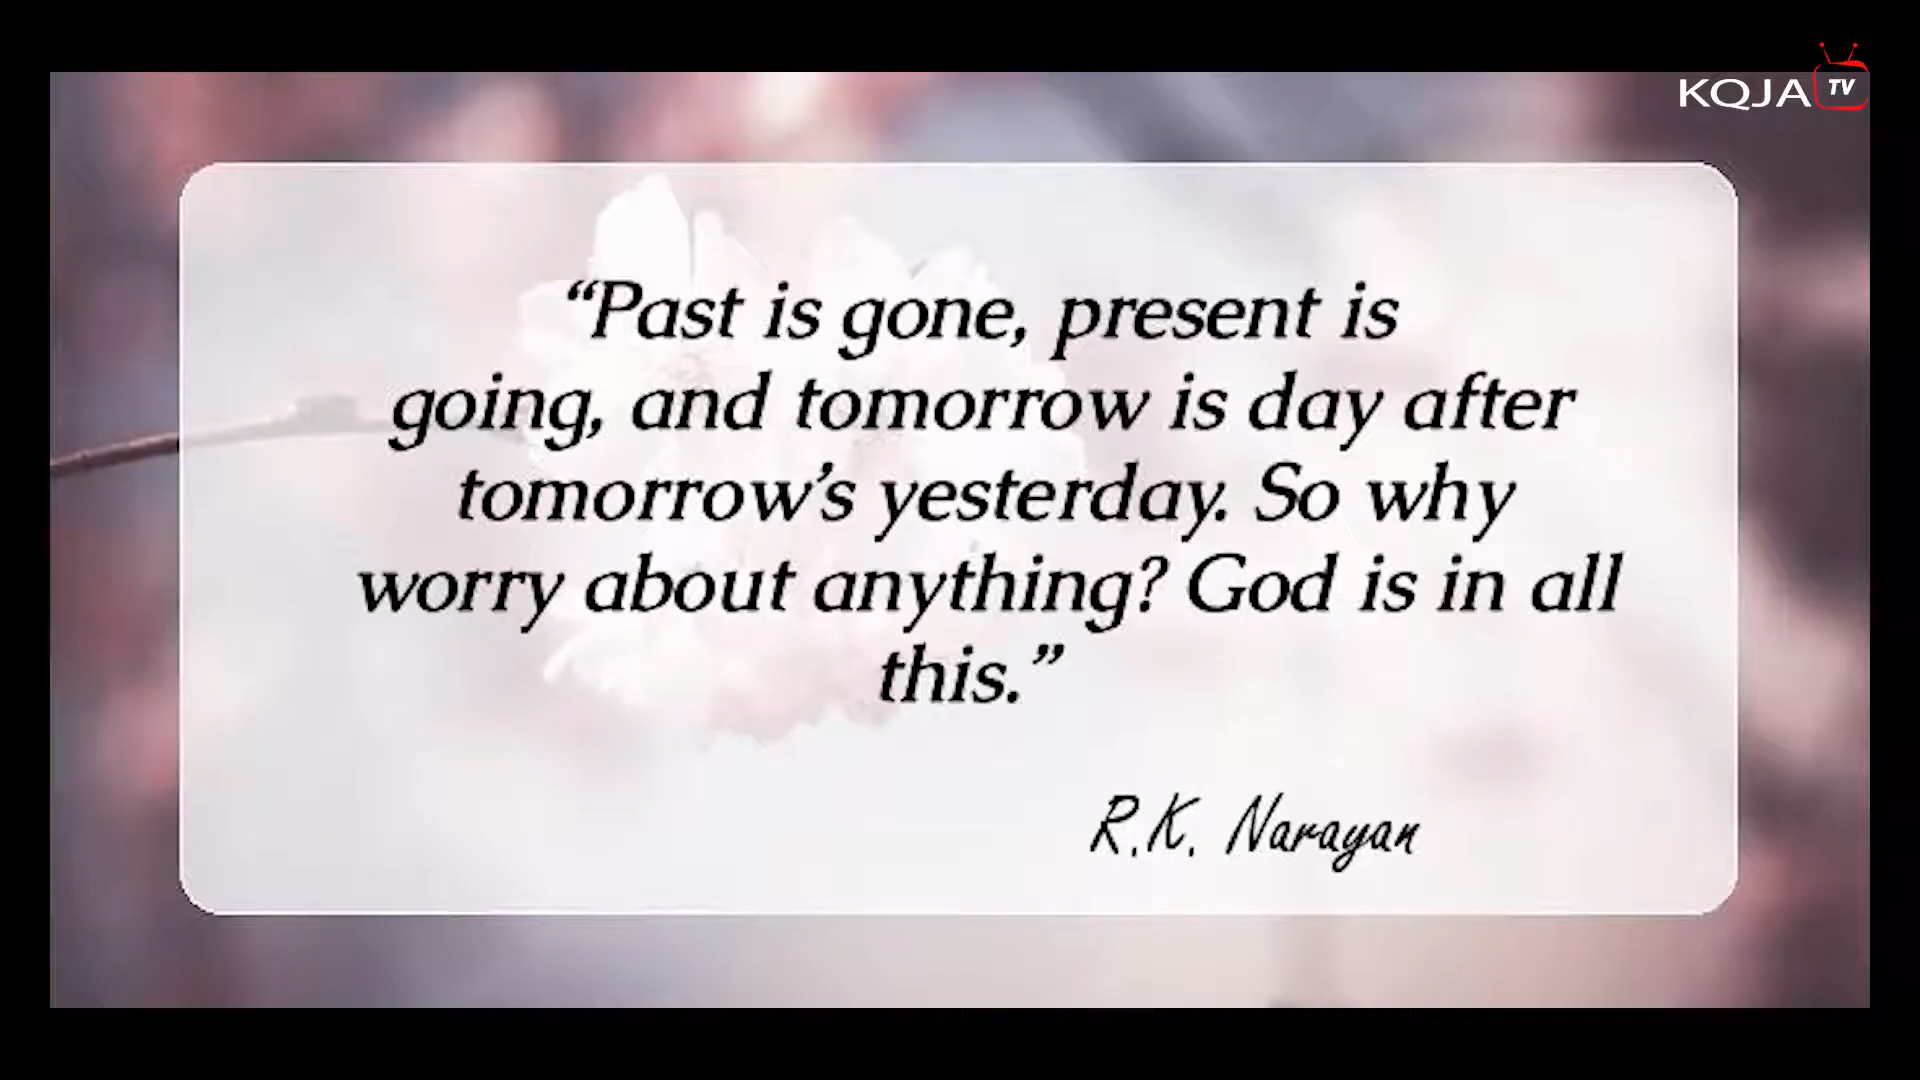 KQJA TV
“Past is gone, present is
going, and tomorrow is day after
tomorrow’s yesterday. So why
worry about anything? God is in all
this.”
R.K. Narayan